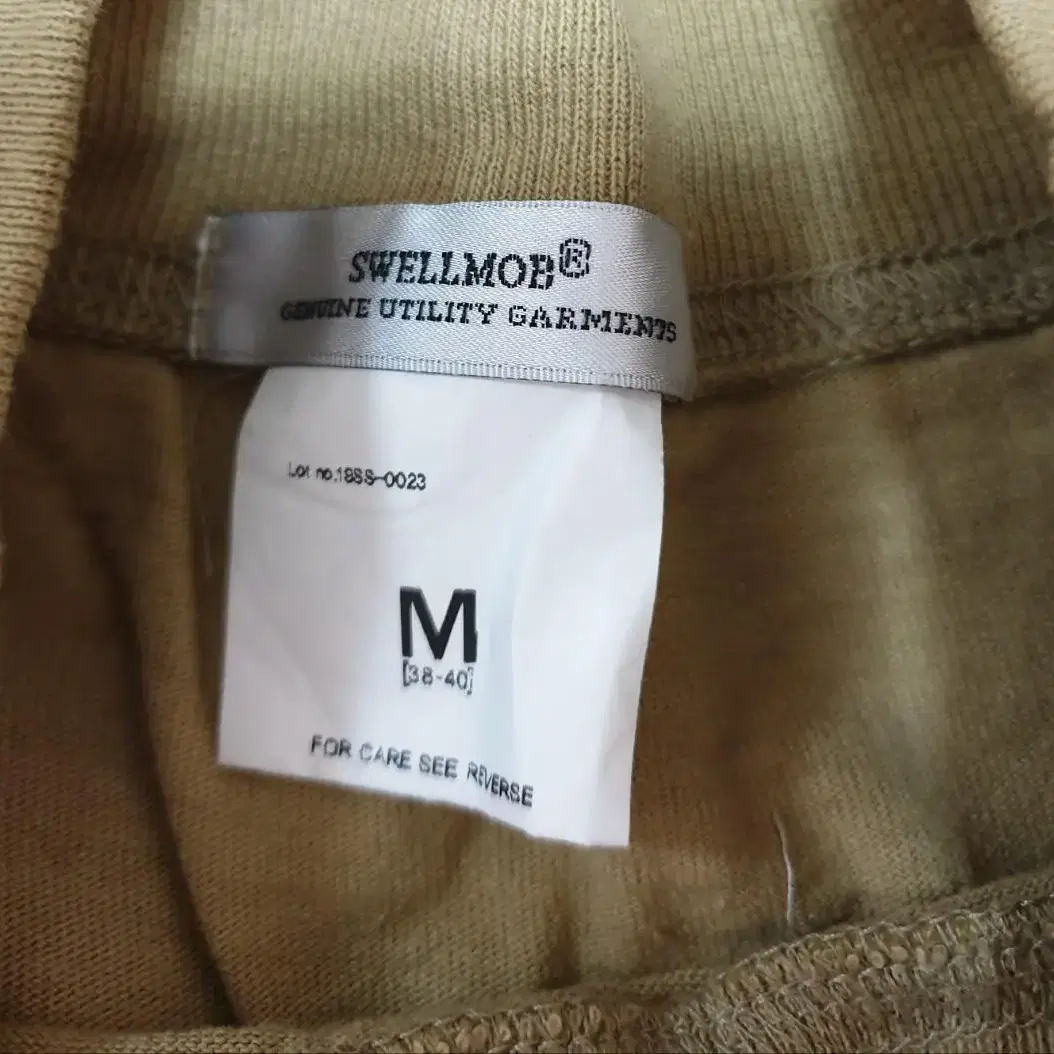 SWELLMOB®
GENUINE UTILITY GARMENTS
Lot no.18SS-0023
M
[38-40]
FOR CARE SEE REVERSE